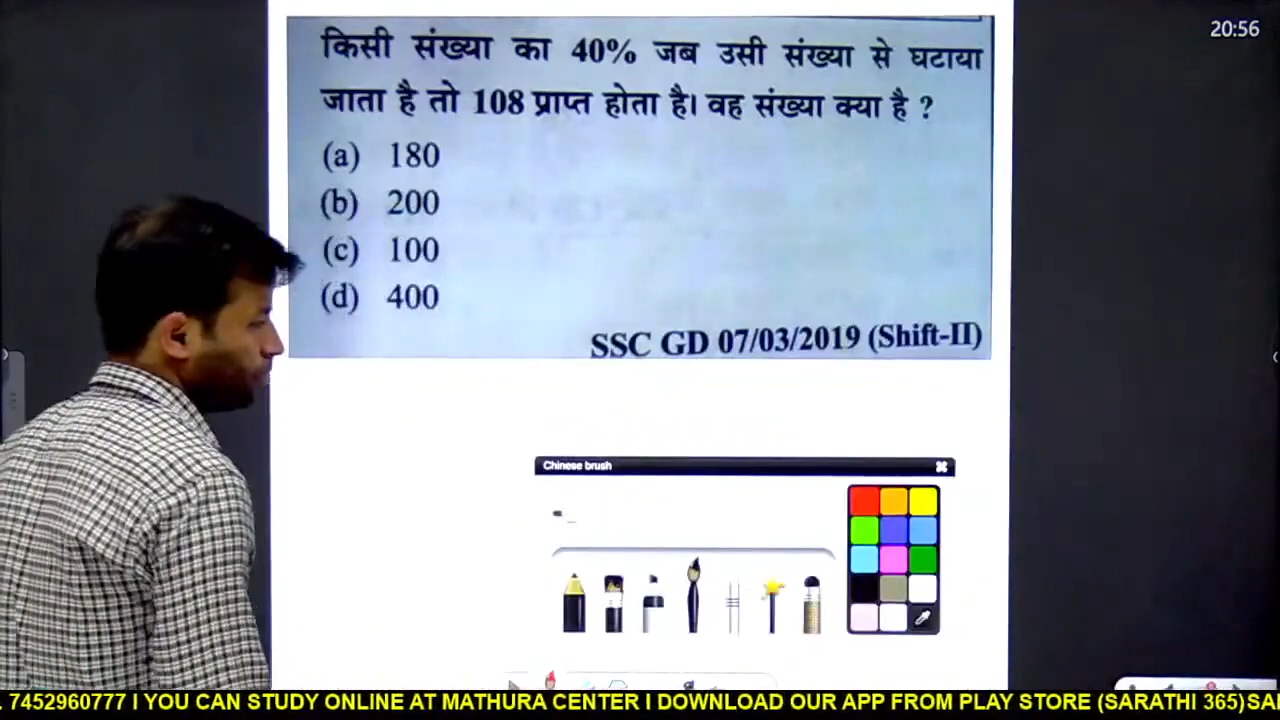 20:56
किसी संख्या का 40% जब उसी संख्या से घटाया
जाता है तो 108 प्राप्त होता है। वह संख्या क्या है ?
(a) 180
(b) 200
(c) 100
(d) 400
SSC GD 07/03/2019 (Shift-II)
Chinese brush
7452960777 I YOU CAN STUDY ONLINE AT MATHURA CENTER I DOWNLOAD OUR APP FROM PLAY STORE (SARATHI 365)SA